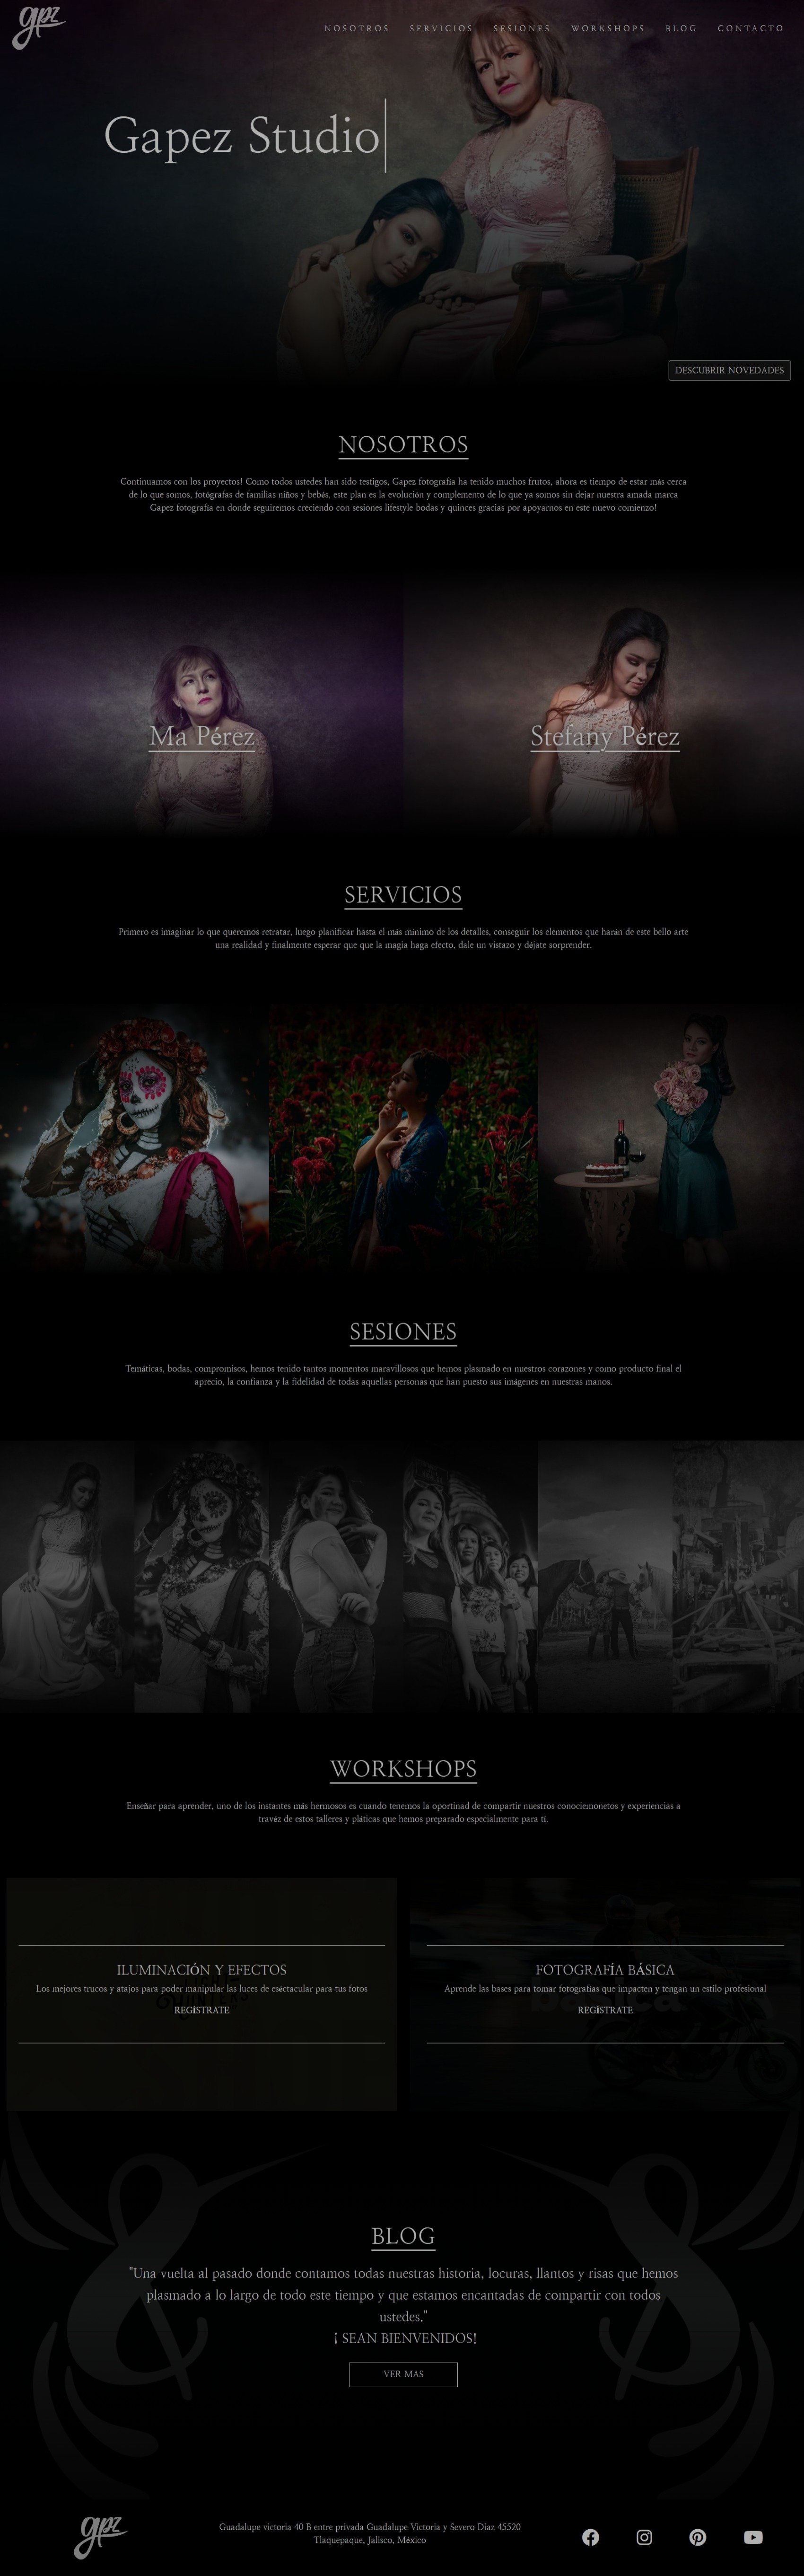 gpz
NOSOTROS SERVICIOS SESIONES WORKSHOPS BLOG CONTACTO
Gapez Studio
DESCUBRIR NOVEDADES
NOSOTROS
Continuamos con los proyectos! Como todos ustedes han sido testigos, Gapez fotografía ha tenido muchos frutos, ahora es tiempo de estar más cerca
de lo que somos, fotógrafas de familias niños y bebés, este plan es la evolución y complemento de lo que ya somos sin dejar nuestra amada marca
Gapez fotografía en donde seguiremos creciendo con sesiones lifestyle bodas y quinces gracias por apoyarnos en este nuevo comienzo!
Ma Pérez
Stefany Pérez
SERVICIOS
Primero es imaginar lo que queremos retratar, luego planificar hasta el más mínimo de los detalles, conseguir los elementos que harán de este bello arte
una realidad y finalmente esperar que que la magia haga efecto, dale un vistazo y déjate sorprender.
SESIONES
Temáticas, bodas, compromisos, hemos tenido tantos momentos maravillosos que hemos plasmado en nuestros corazones y como producto final el
aprecio, la confianza y la fidelidad de todas aquellas personas que han puesto sus imágenes en nuestras manos.
WORKSHOPS
Enseñar para aprender, uno de los instantes más hermosos es cuando tenemos la oportinad de compartir nuestros conociemonetos y experiencias a
travéz de estos talleres y pláticas que hemos preparado especialmente para tí.
ILUMINACIÓN Y EFECTOS
Los mejores trucos y atajos para poder manipular las luces de eséctacular para tus fotos
REGÍSTRATE
FOTOGRAFÍA BÁSICA
Aprende las bases para tomar fotografías que impacten y tengan un estilo profesional
REGÍSTRATE
BLOG
"Una vuelta al pasado donde contamos todas nuestras historia, locuras, llantos y risas que hemos
plasmado a lo largo de todo este tiempo y que estamos encantadas de compartir con todos
ustedes."
¡ SEAN BIENVENIDOS!
VER MAS
gpz
Guadalupe victoria 40 B entre privada Guadalupe Victoria y Severo Diaz 45520
Tlaquepaque, Jalisco, México